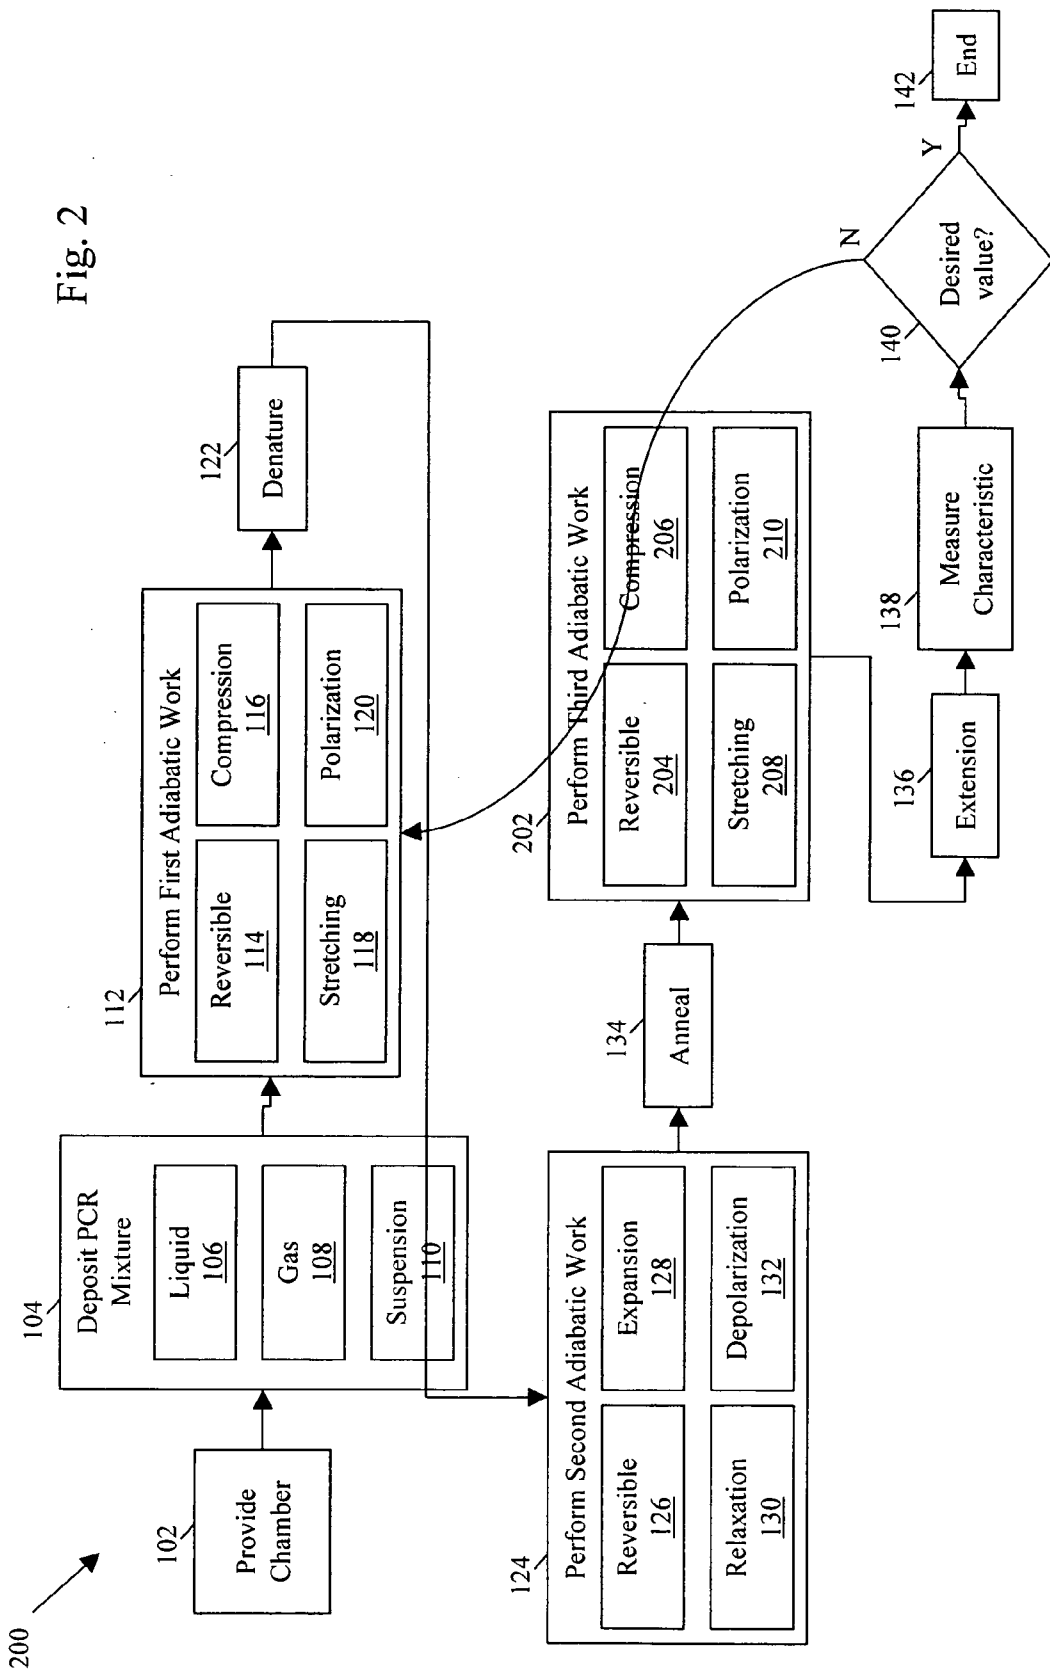 Fig. 2
200
102
Provide
Chamber
104
Deposit PCR
Mixture
Liquid
106
Gas
108
Suspension
110
112
Perform First Adiabatic Work
Reversible
114
Compression
116
Stretching
118
Polarization
120
122
Denature
124
Perform Second Adiabatic Work
Reversible
126
Expansion
128
Relaxation
130
Depolarization
132
134
Anneal
202
Perform Third Adiabatic Work
Reversible
204
Compression
206
Stretching
208
Polarization
210
136
Extension
138
Measure
Characteristic
140
Desired
value?
N
Y
142
End